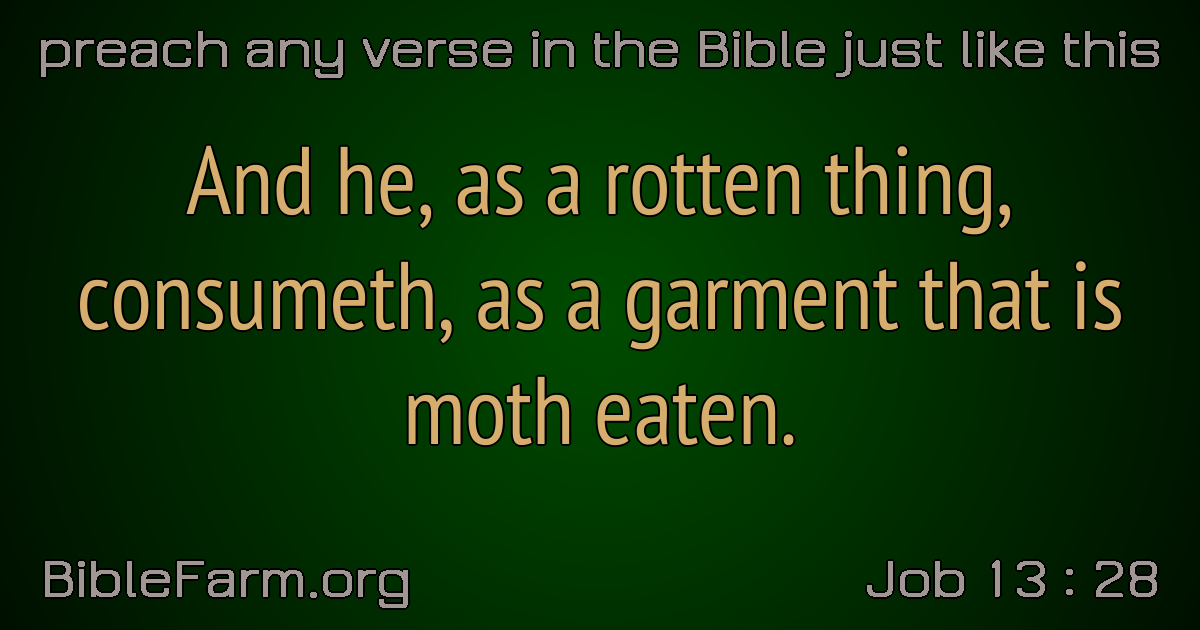 preach any verse in the Bible just like this
And he, as a rotten thing,
consumeth, as a garment that is
moth eaten.
BibleFarm.org
Job 13 : 28